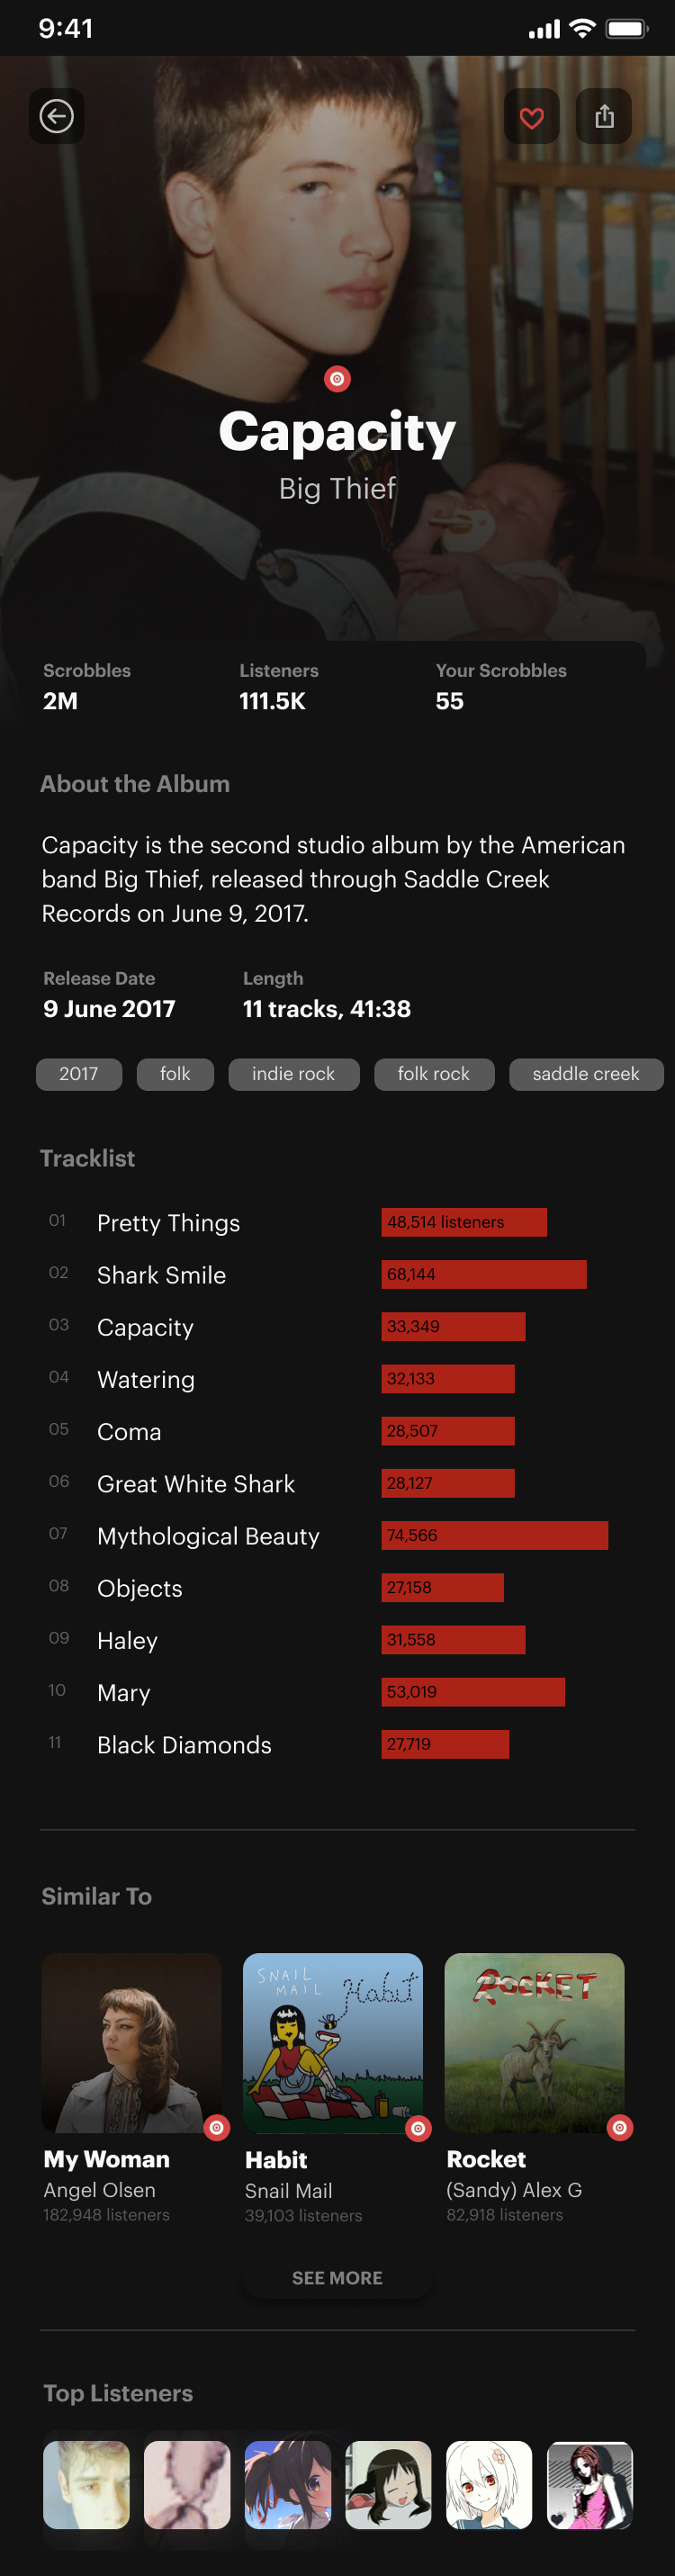 9:41
Capacity
Big Thief
Scrobbles Listeners Your Scrobbles
2M 111.5K 55
About the Album
Capacity is the second studio album by the American
band Big Thief, released through Saddle Creek
Records on June 9, 2017.
Release Date Length
9 June 2017 11 tracks, 41:38
2017 folk indie rock folk rock saddle creek
Tracklist
01 Pretty Things 48,514 listeners
02 Shark Smile 68,144
03 Capacity 33,349
04 Watering 32,133
05 Coma 28,507
06 Great White Shark 28,127
07 Mythological Beauty 74,566
08 Objects 27,158
09 Haley 31,558
10 Mary 53,019
11 Black Diamonds 27,719
Similar To
SNAIL MAIL Habit ROCKET
My Woman Habit Rocket
Angel Olsen Snail Mail (Sandy) Alex G
182,948 listeners 39,103 listeners 82,918 listeners
SEE MORE
Top Listeners